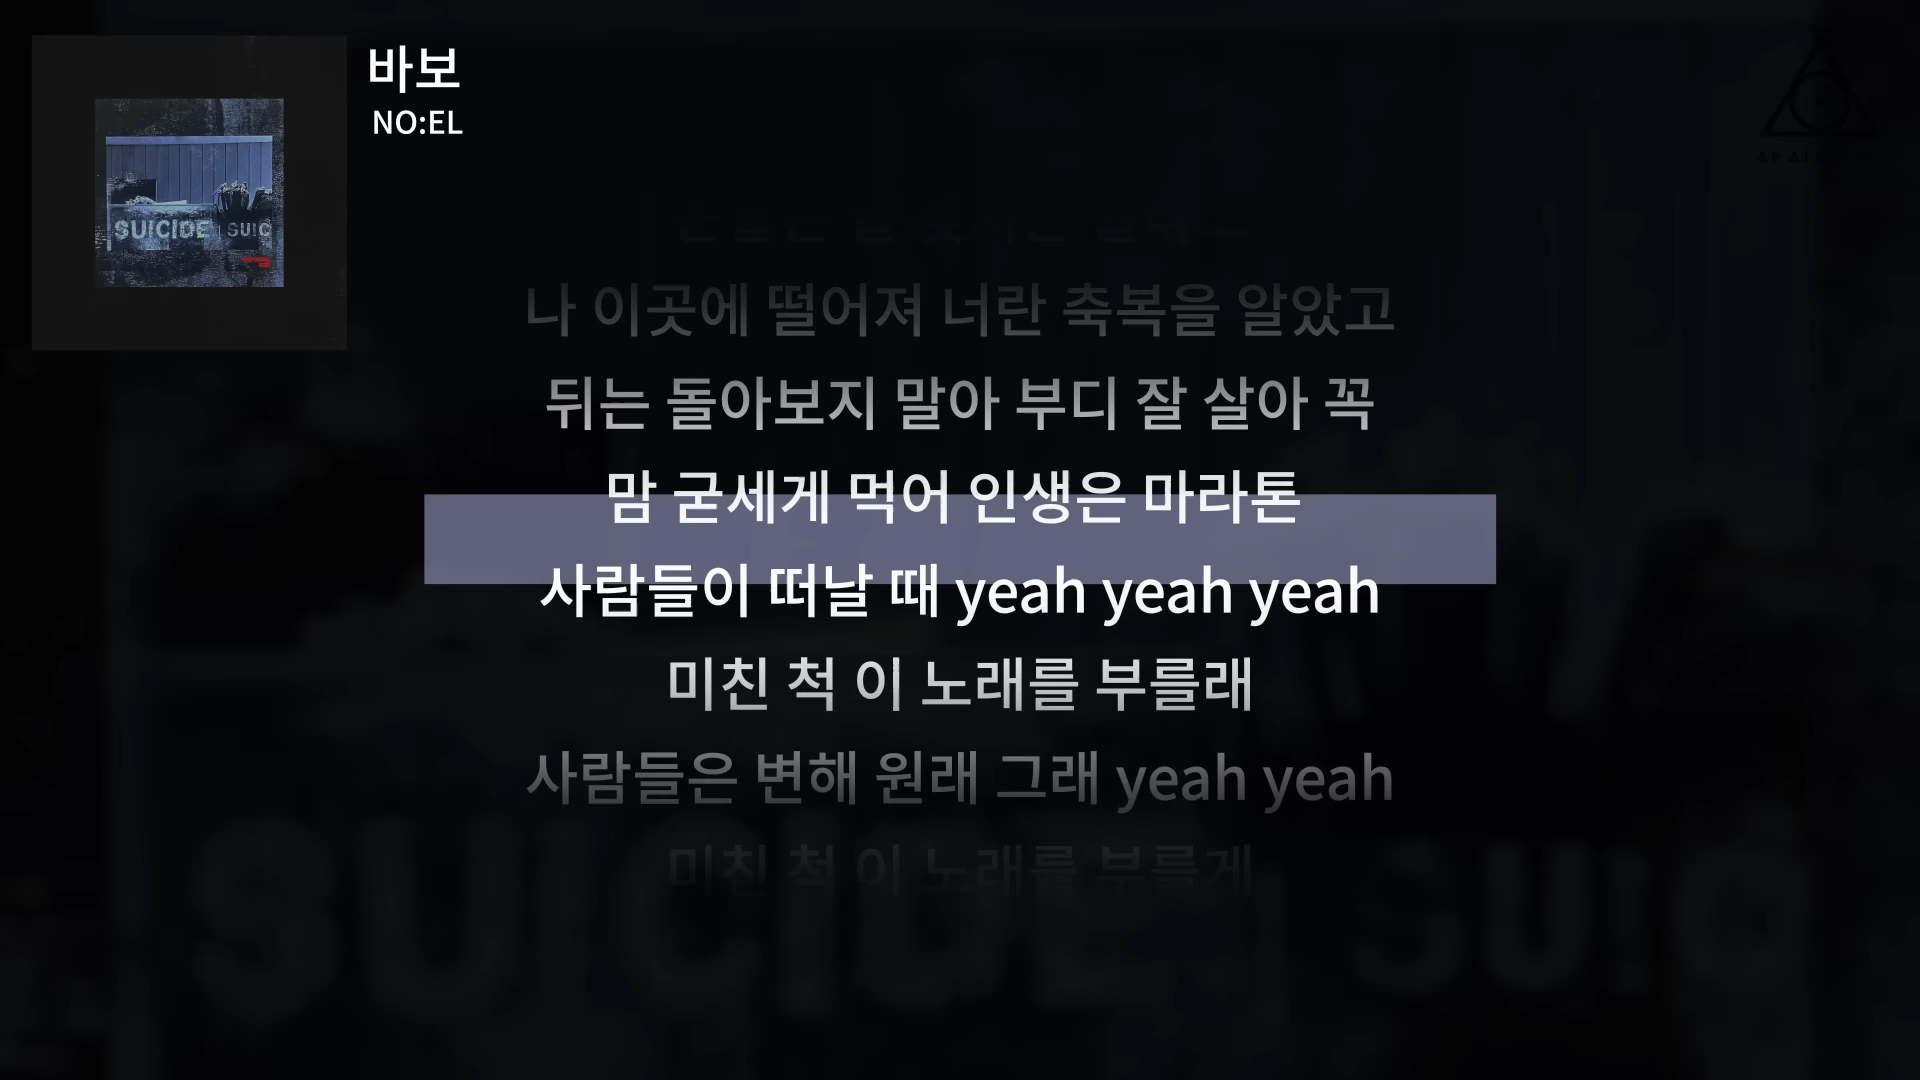 바보
NO:EL
SUICIDE SUIC
나 이곳에 떨어져 너란 축복을 알았고
뒤는 돌아보지 말아 부디 잘 살아 꼭
맘 굳세게 먹어 인생은 마라톤
사람들이 떠날 때 yeah yeah yeah
미친 척 이 노래를 부를래
사람들은 변해 원래 그래 yeah yeah
미친 척 이 노래를 부를게
SUICIDE SUIC